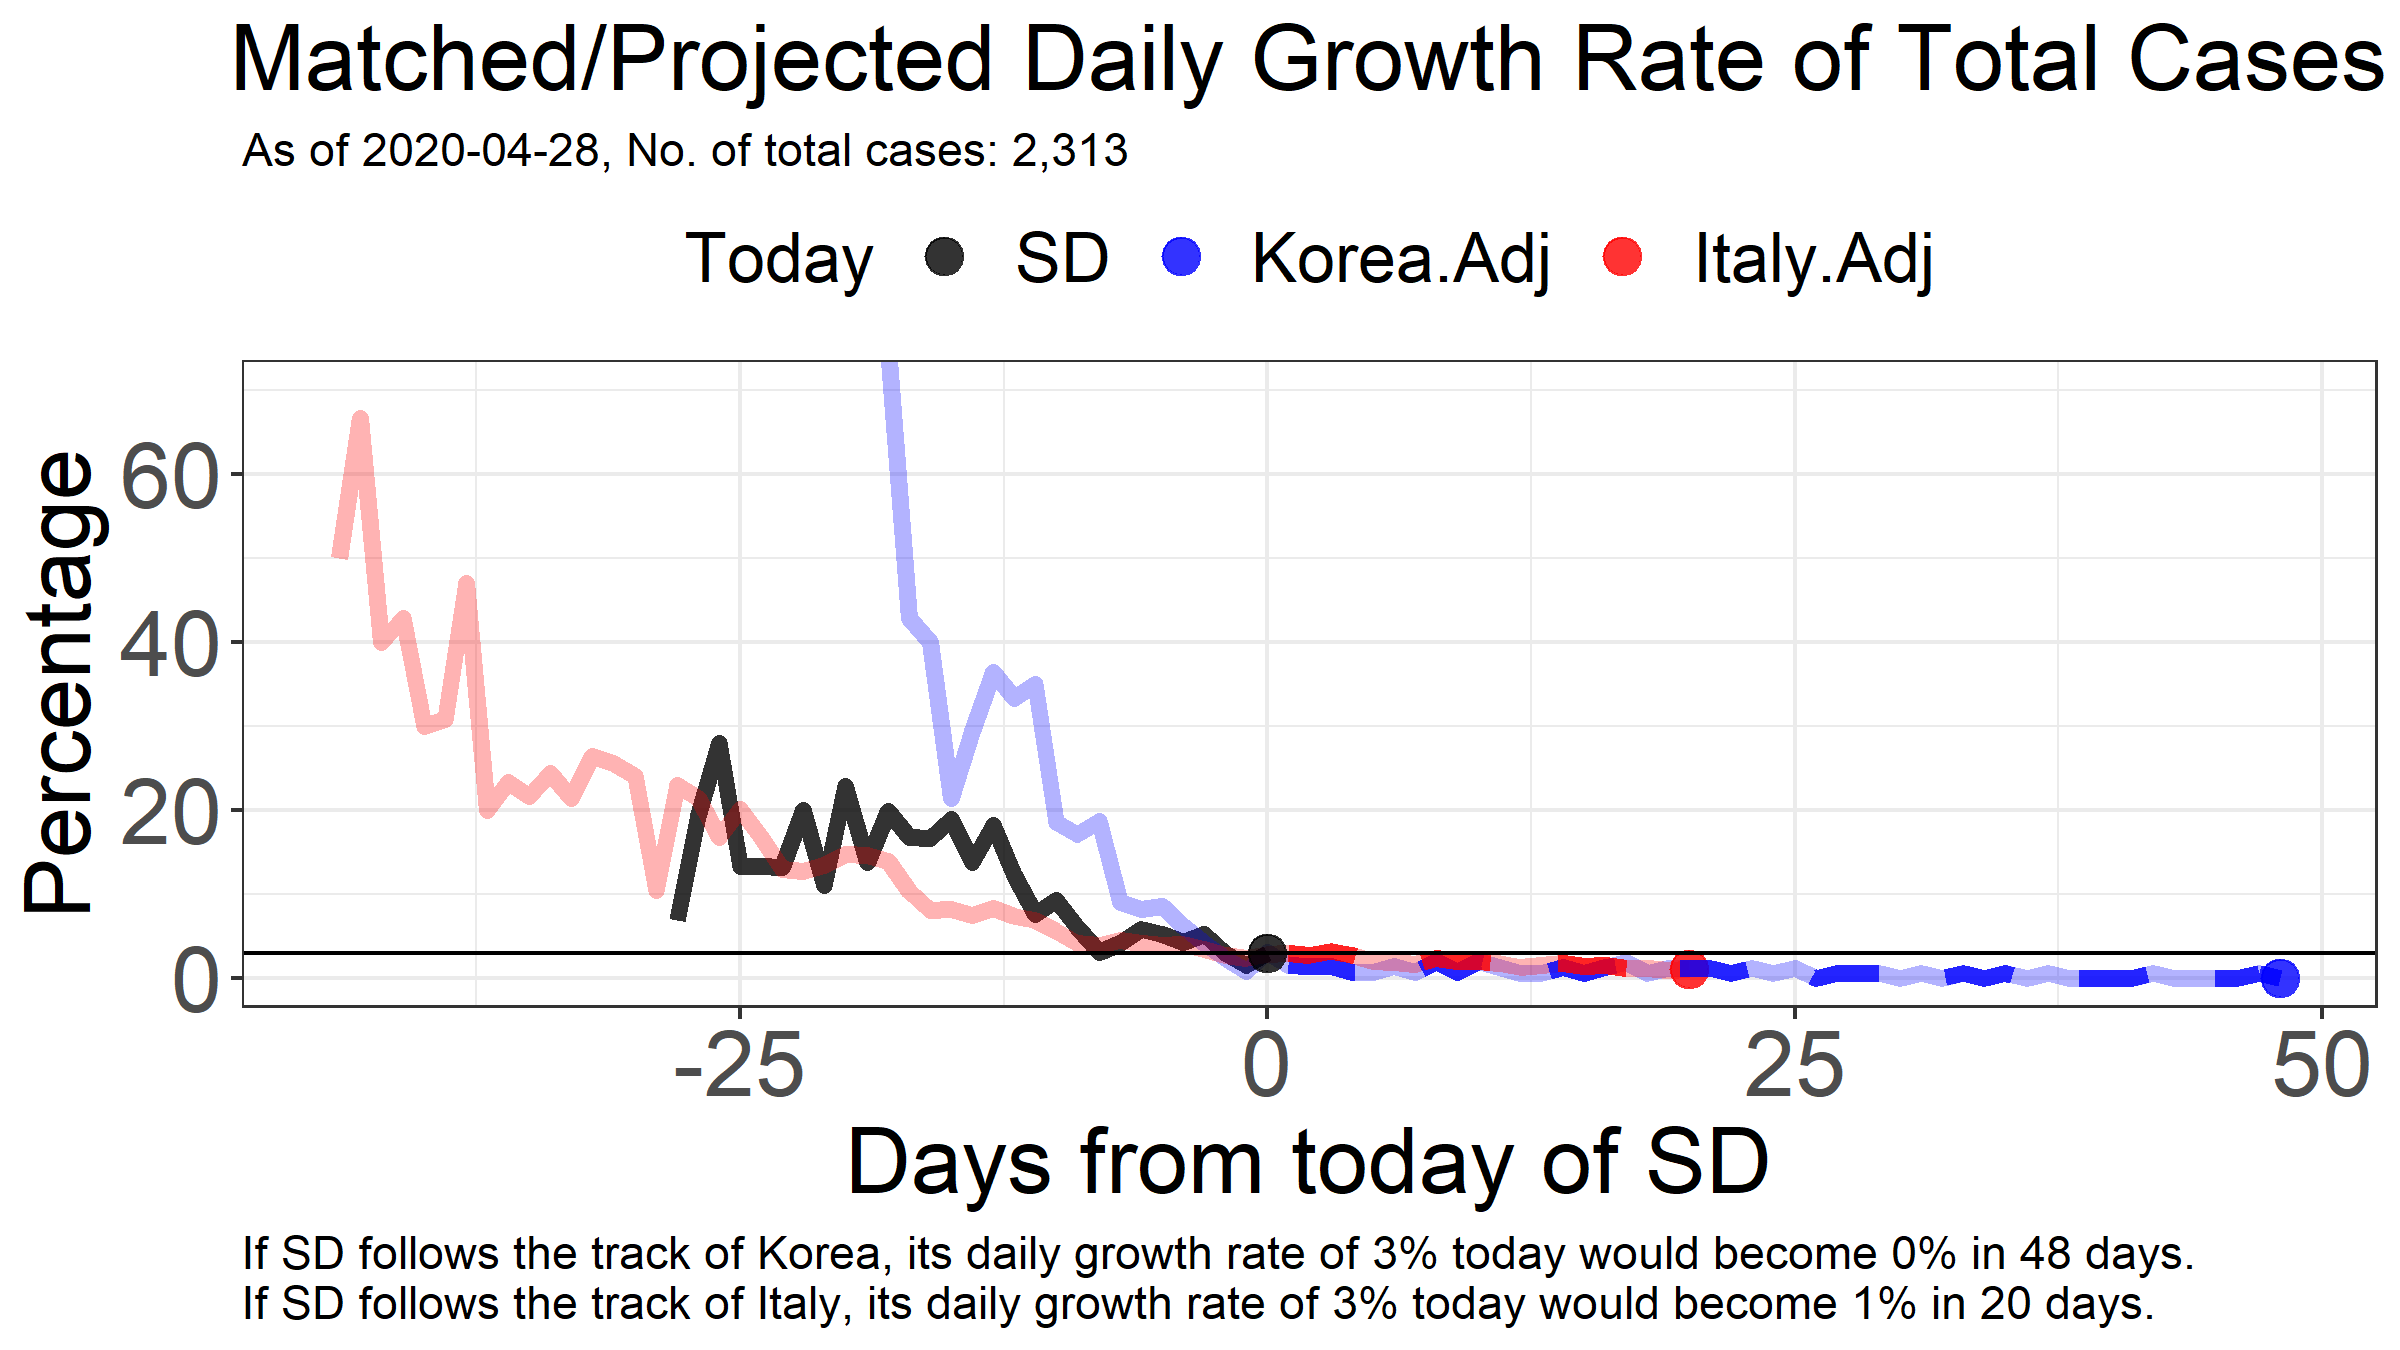 Matched/Projected Daily Growth Rate of Total Cases
As of 2020-04-28, No. of total cases: 2,313
Today SD Korea.Adj Italy.Adj
Percentage
60
40
20
0
-25 0 25 50
Days from today of SD
If SD follows the track of Korea, its daily growth rate of 3% today would become 0% in 48 days.
If SD follows the track of Italy, its daily growth rate of 3% today would become 1% in 20 days.